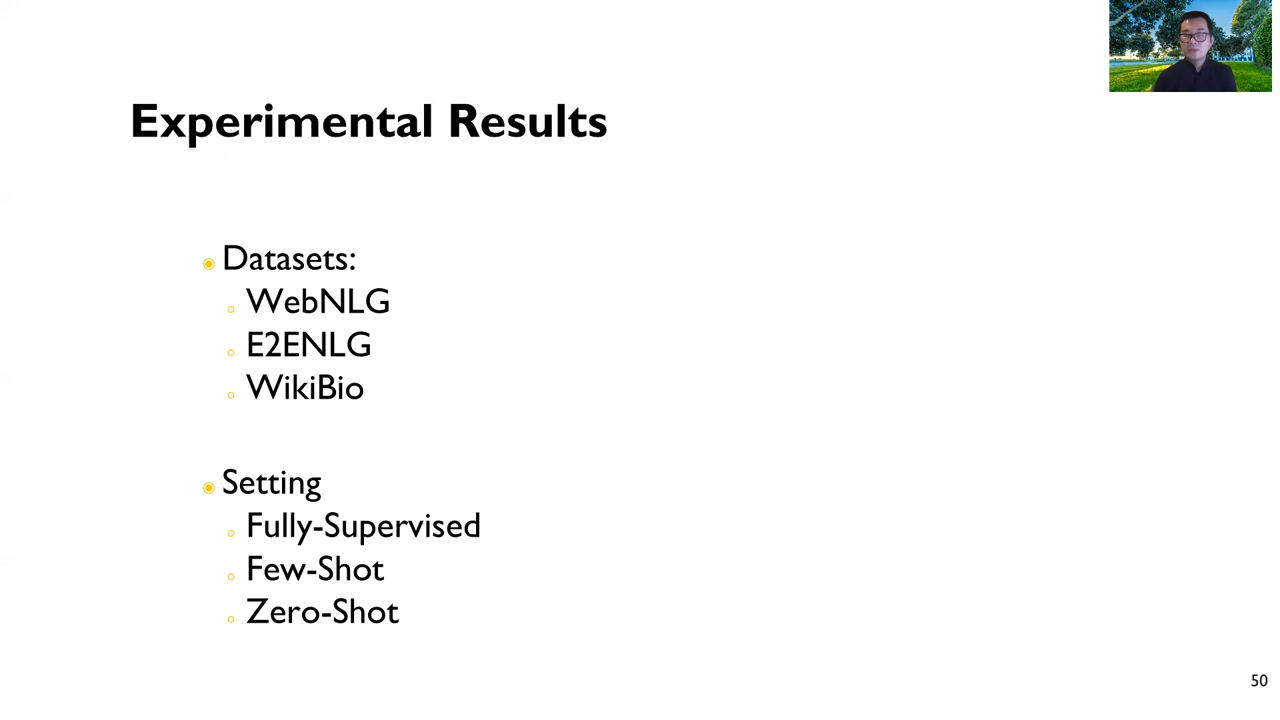 Experimental Results
Datasets:
WebNLG
E2ENLG
WikiBio
Setting
Fully-Supervised
Few-Shot
Zero-Shot
50